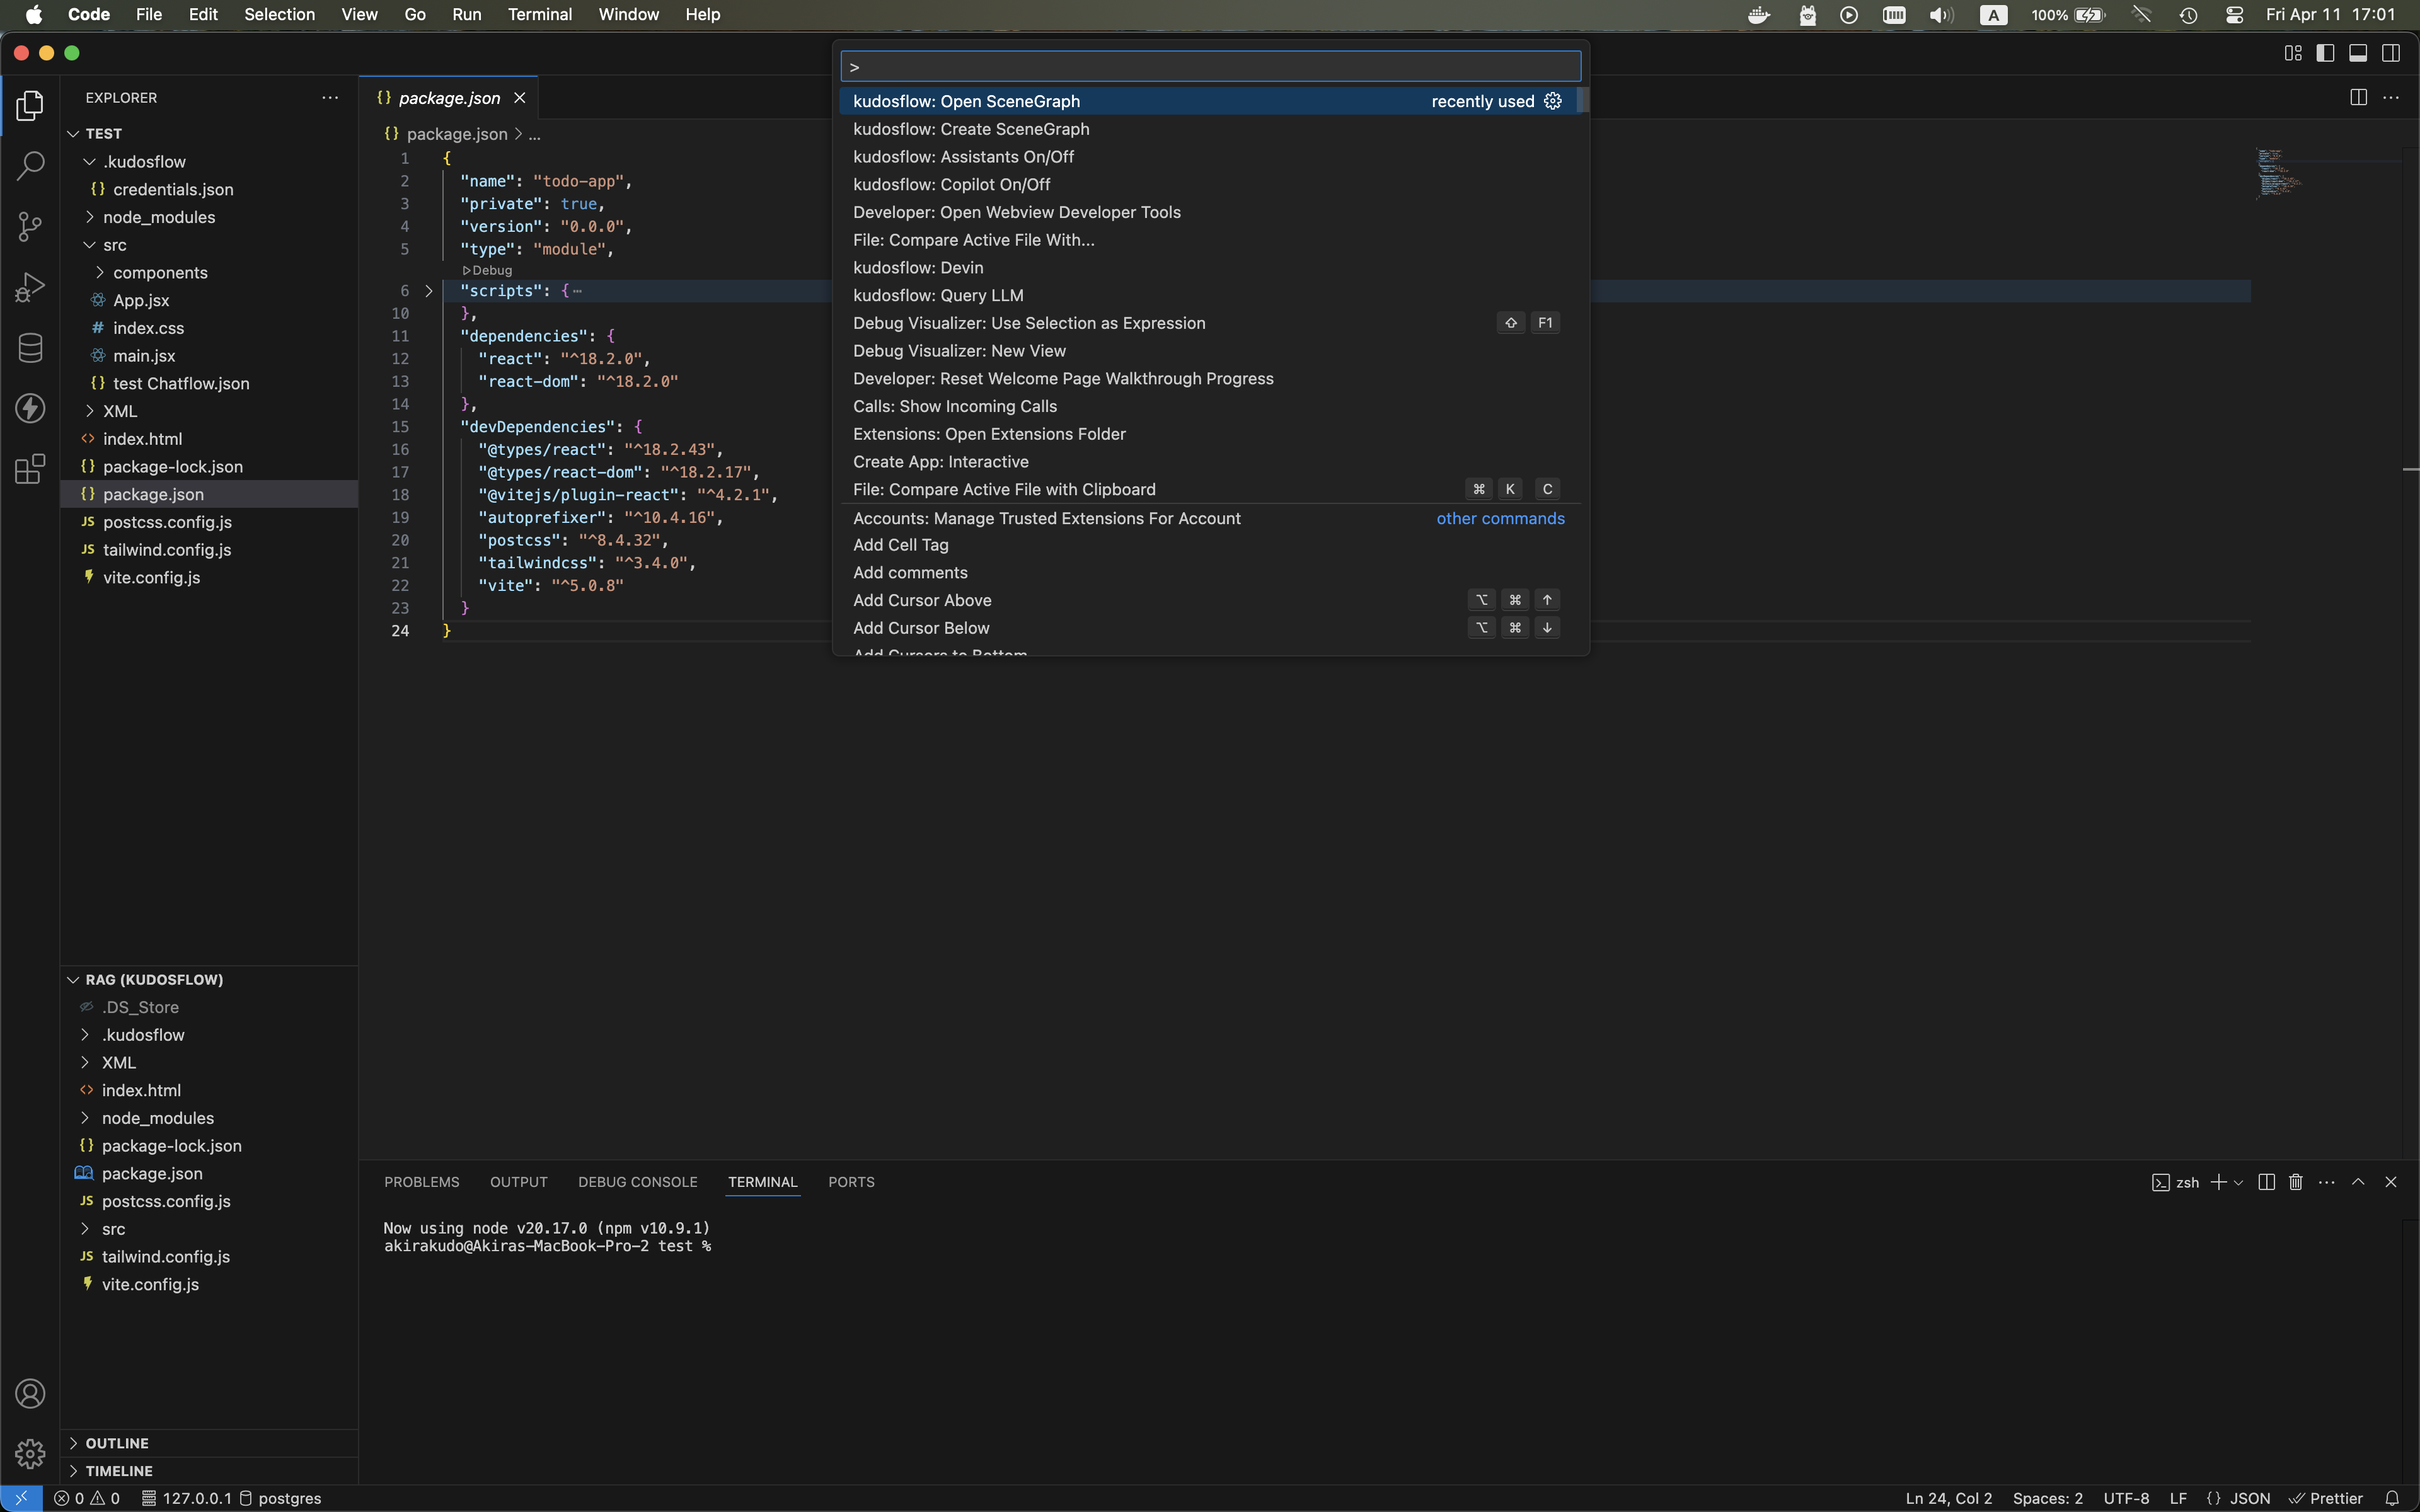 Code File Edit Selection View Go Run Terminal Window Help
A 100% Fri Apr 11 17:01
EXPLORER
TEST
.kudosflow
{} credentials.json
node_modules
src
components
App.jsx
# index.css
main.jsx
{} test Chatflow.json
XML
<> index.html
{} package-lock.json
{} package.json
JS postcss.config.js
JS tailwind.config.js
vite.config.js
RAG (KUDOSFLOW)
.DS_Store
.kudosflow
XML
<> index.html
node_modules
{} package-lock.json
package.json
JS postcss.config.js
src
JS tailwind.config.js
vite.config.js
OUTLINE
TIMELINE
{} package.json
{} package.json > ...
1 {
2 "name": "todo-app",
3 "private": true,
4 "version": "0.0.0",
5 "type": "module",
Debug
6 "scripts": {
10 },
11 "dependencies": {
12 "react": "^18.2.0",
13 "react-dom": "^18.2.0"
14 },
15 "devDependencies": {
16 "@types/react": "^18.2.43",
17 "@types/react-dom": "^18.2.17",
18 "@vitejs/plugin-react": "^4.2.1",
19 "autoprefixer": "^10.4.16",
20 "postcss": "^8.4.32",
21 "tailwindcss": "^3.4.0",
22 "vite": "^5.0.8"
23 }
24 }
>
kudosflow: Open SceneGraph recently used
kudosflow: Create SceneGraph
kudosflow: Assistants On/Off
kudosflow: Copilot On/Off
Developer: Open Webview Developer Tools
File: Compare Active File With...
kudosflow: Devin
kudosflow: Query LLM
Debug Visualizer: Use Selection as Expression ⇧ F1
Debug Visualizer: New View
Developer: Reset Welcome Page Walkthrough Progress
Calls: Show Incoming Calls
Extensions: Open Extensions Folder
Create App: Interactive
File: Compare Active File with Clipboard ⌘ K C
Accounts: Manage Trusted Extensions For Account other commands
Add Cell Tag
Add comments
Add Cursor Above ⌥ ⌘ ↑
Add Cursor Below ⌥ ⌘ ↓
Add Cursors to Bottom
PROBLEMS OUTPUT DEBUG CONSOLE TERMINAL PORTS
zsh
Now using node v20.17.0 (npm v10.9.1)
akirakudo@Akiras-MacBook-Pro-2 test %
0 0 127.0.0.1 postgres
Ln 24, Col 2 Spaces: 2 UTF-8 LF {} JSON Prettier